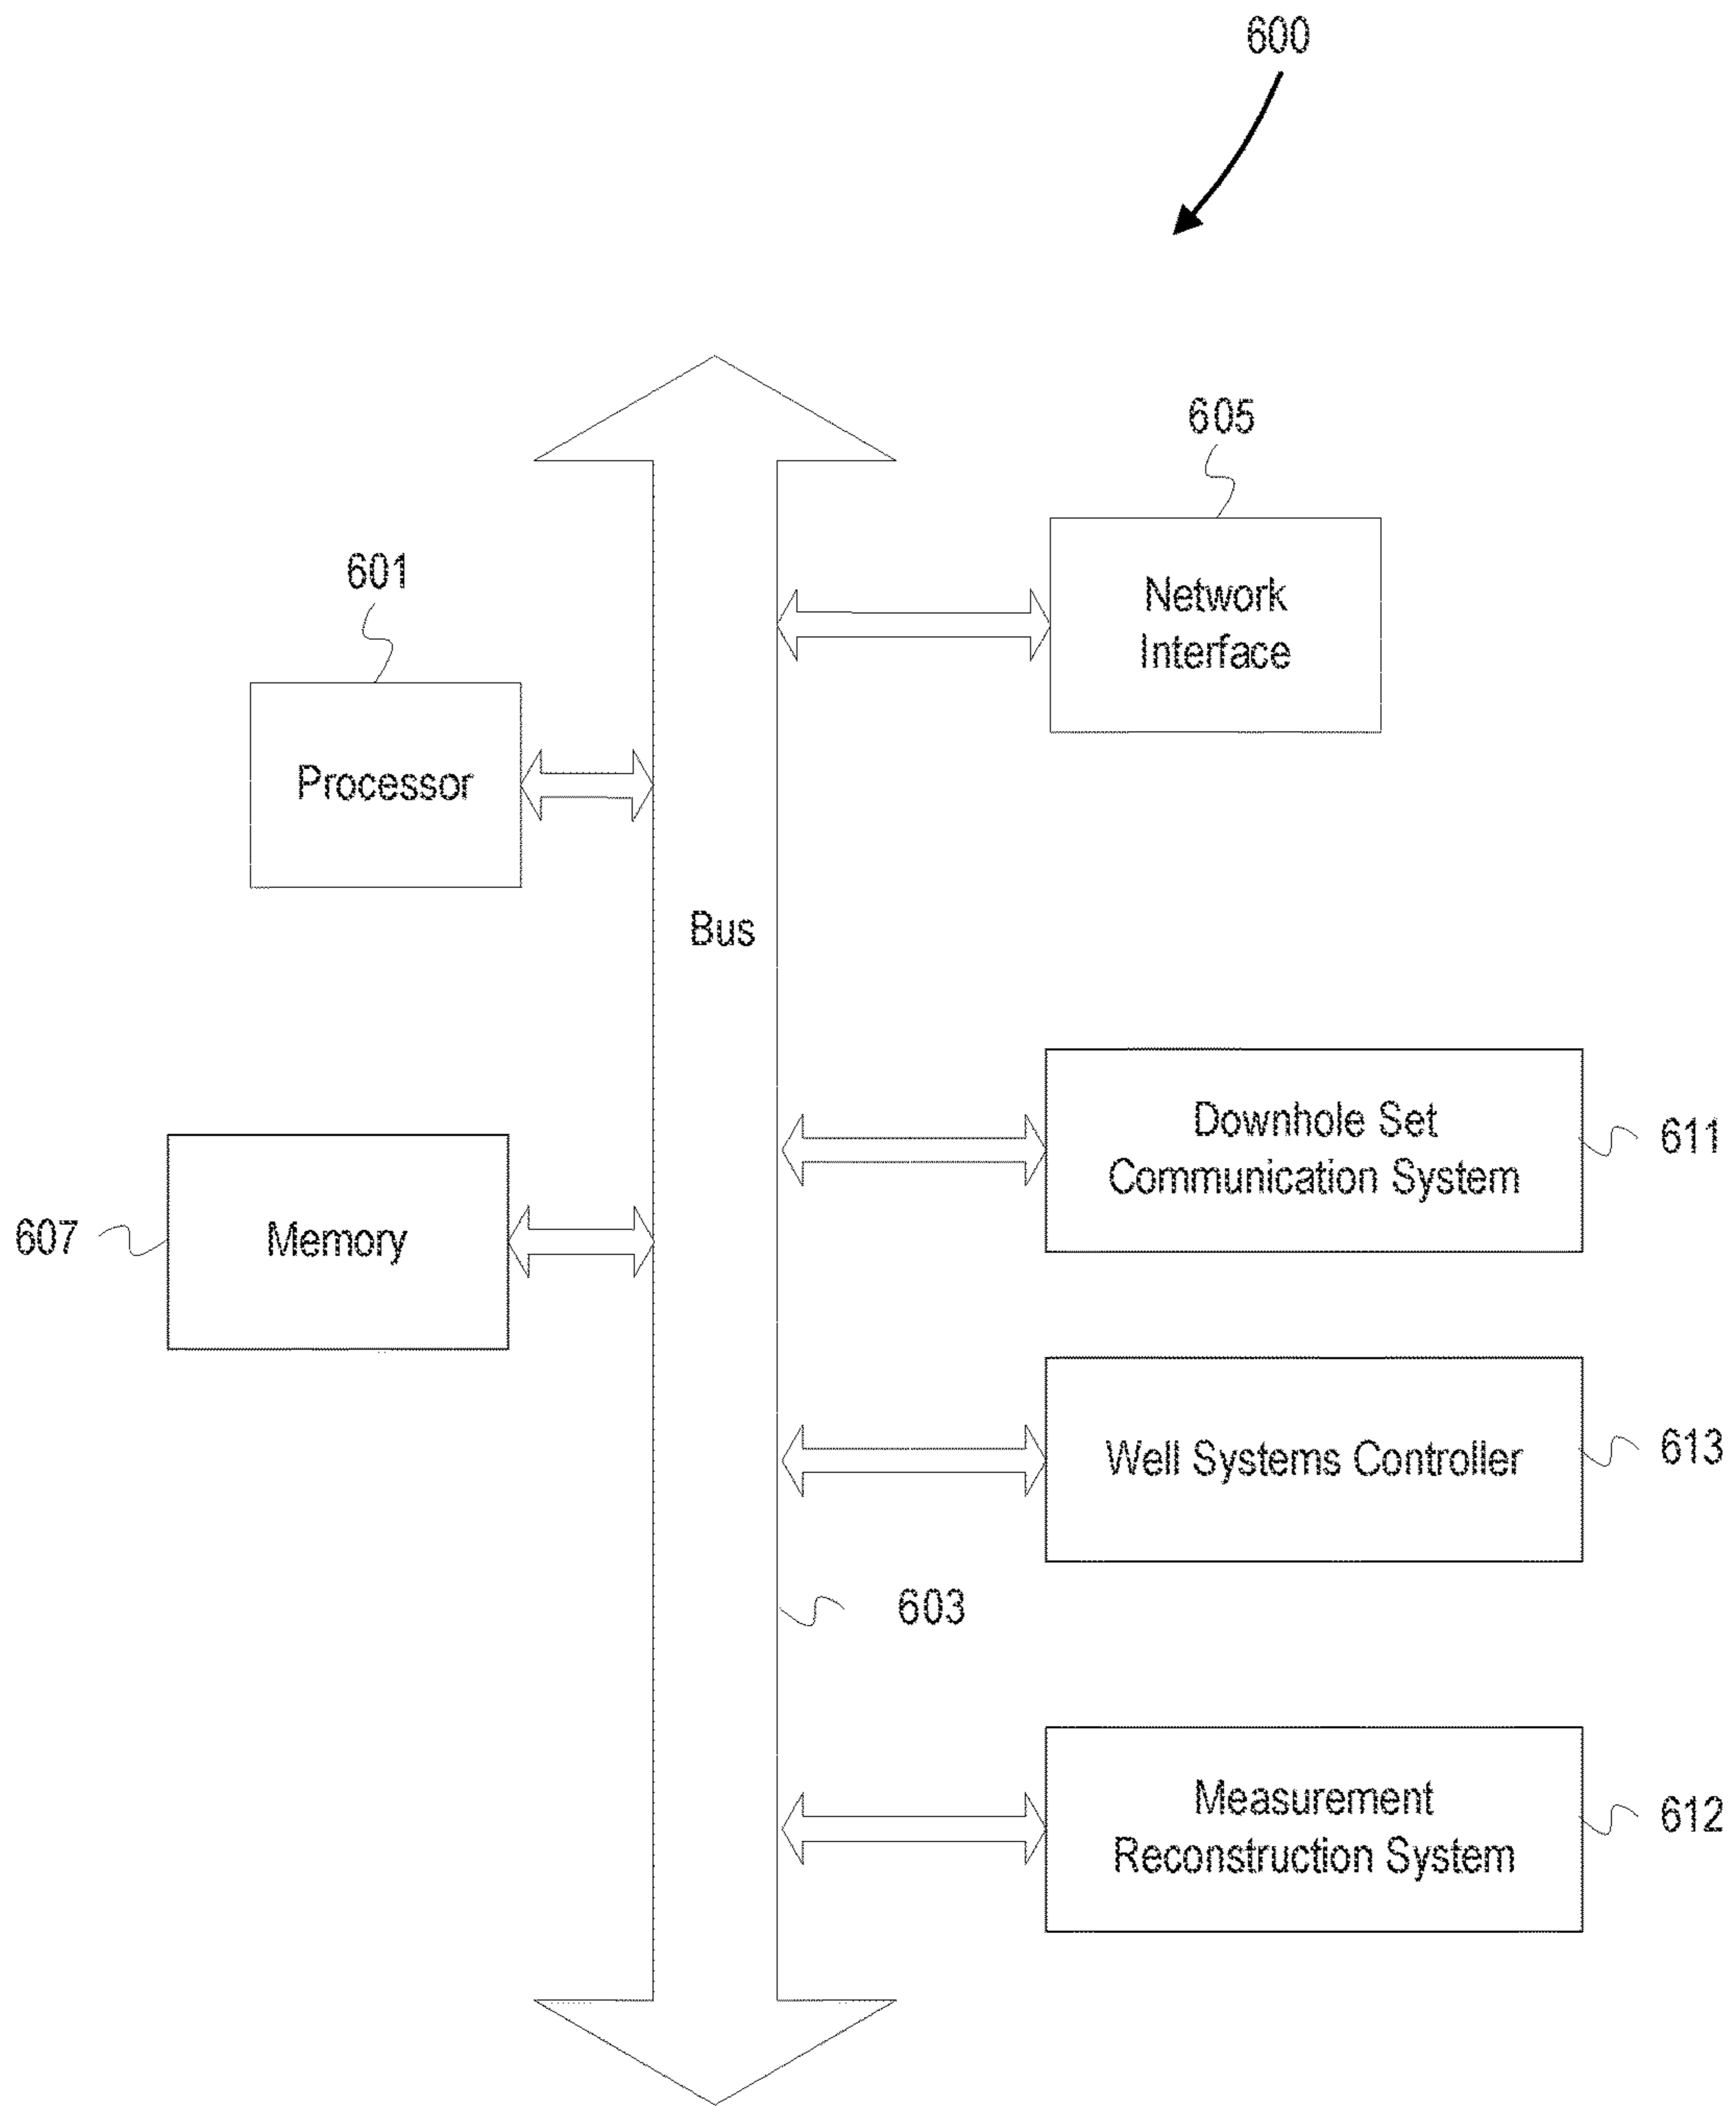 600
605
Network
Interface
601
Processor
Bus
Downhole Set
Communication System
611
607
Memory
Well Systems Controller
613
603
Measurement
Reconstruction System
612